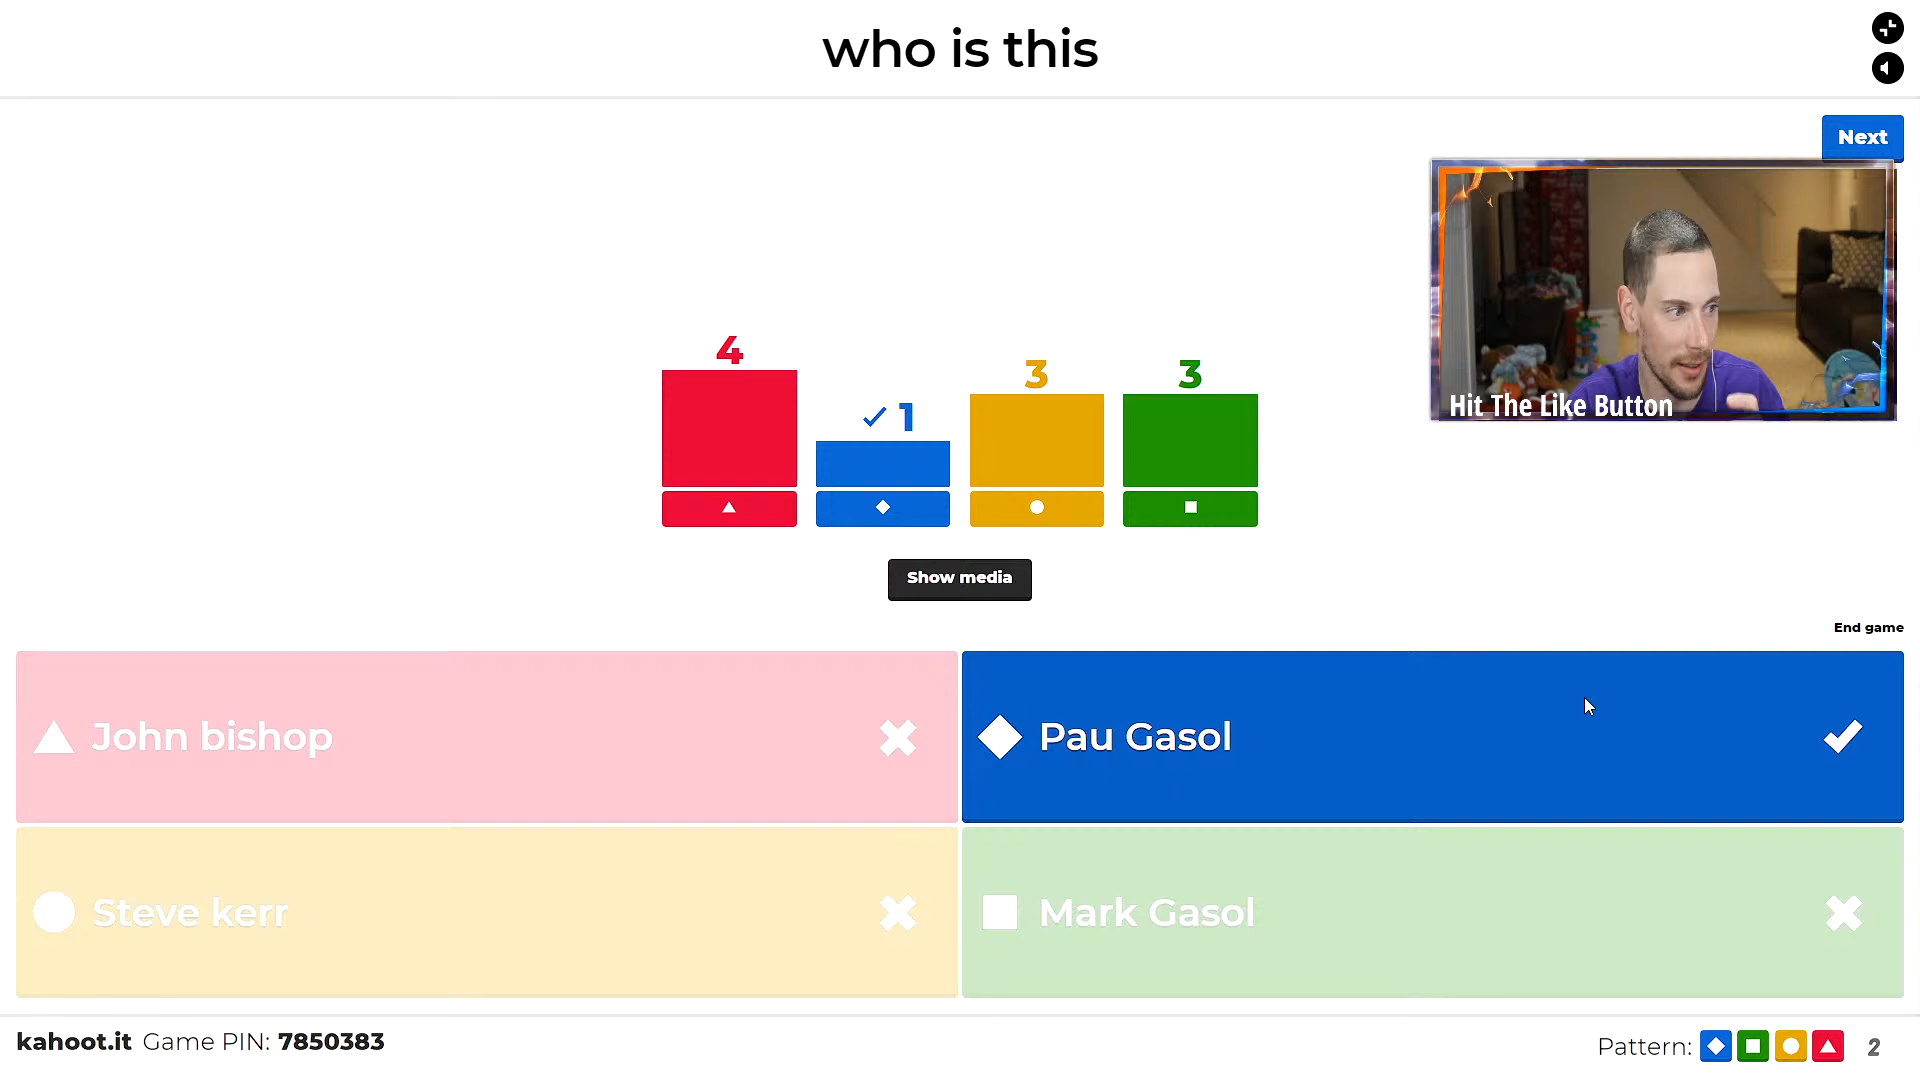 who is this
Next
Hit The Like Button
4
1
3
3
Show media
End game
John bishop
Pau Gasol
Steve kerr
Mark Gasol
kahoot.it Game PIN: 7850383
Pattern: 2